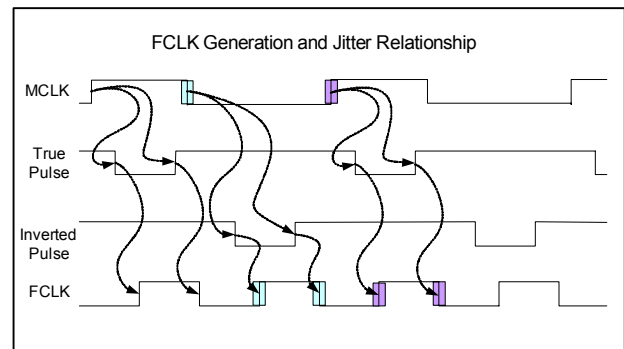 FCLK Generation and Jitter Relationship
MCLK
True
Pulse
Inverted
Pulse
FCLK